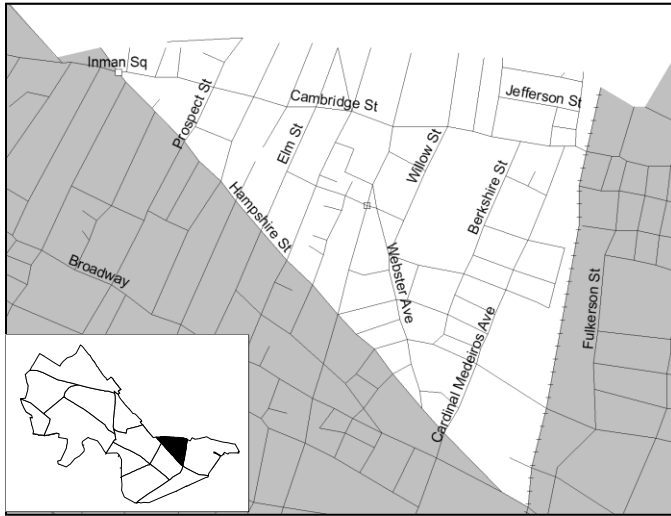 Inman Sq
Jefferson St
Cambridge St
Prospect St
Elm St
Willow St
Berkshire St
Hampshire St
Broadway
Webster Ave
Fulkerson St
Cardinal Medeiros Ave